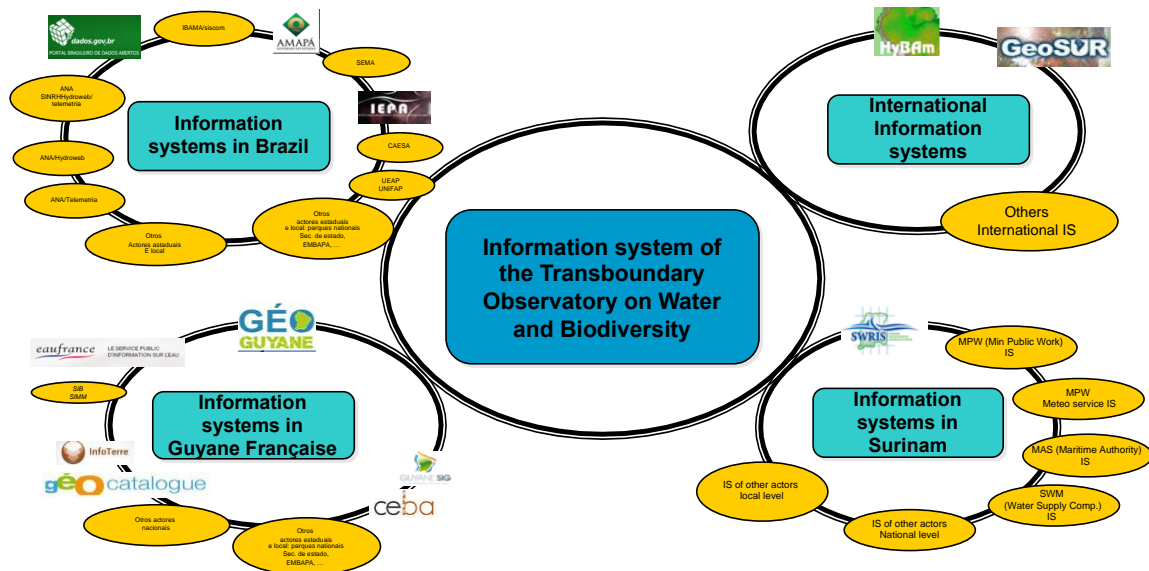 dados.gov.br
PORTAL BRASILEIRO DE DADOS ABERTOS
IBAMA/siscom
AMAPÁ
GOVERNO DO ESTADO
SEMA
ANA
SINRHHydroweb/
telemetria
IEPA
Information
systems in Brazil
ANA/Hydroweb
CAESA
ANA/Telemetria
UEAP
UNIFAP
Otros
Actores astaduais
E local
Otros
actores estaduais
e local: parques nationais
Sec. de estado,
EMBAPA, ...
HyBAm
GeoSUR
International
Information
systems
Others
International IS
Information system of
the Transboundary
Observatory on Water
and Biodiversity
GÉO
GUYANE
eaufrance
LE SERVICE PUBLIC
D'INFORMATION SUR L'EAU
SIB
SIMM
Information
systems in
Guyane Française
InfoTerre
géocatalogue
GUYANE SIG
ceba
Otros actores
nacionais
Otros
actores estaduais
e local: parques nationais
Sec. de estado,
EMBAPA, ...
SWRIS
MPW (Min Public Work)
IS
MPW
Meteo service IS
Information
systems in
Surinam
MAS (Maritime Authority)
IS
IS of other actors
local level
SWM
(Water Supply Comp.)
IS
IS of other actors
National level